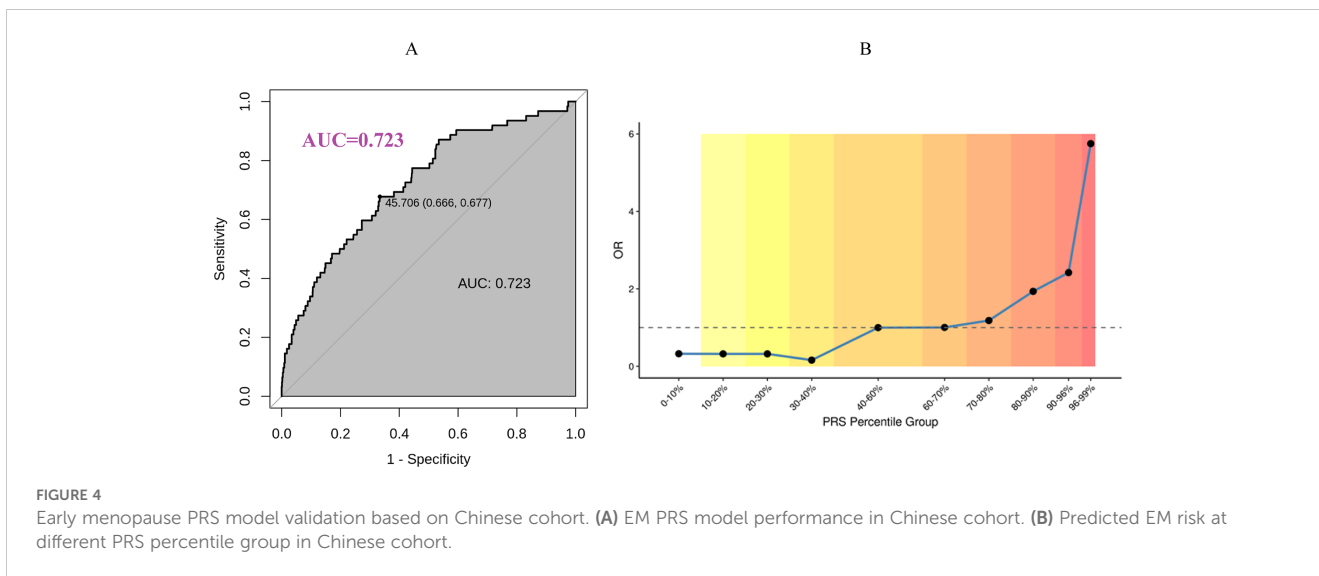 A
B
AUC=0.723
45.706 (0.666, 0.677)
AUC: 0.723
Sensitivity
0.0
0.2
0.4
0.6
0.8
1.0
0.0 0.2 0.4 0.6 0.8 1.0
1 - Specificity
OR
6
4
2
0
0-10% 10-20% 20-30% 30-40% 40-60% 60-70% 70-80% 80-90% 90-96% 96-99%
PRS Percentile Group
FIGURE 4
Early menopause PRS model validation based on Chinese cohort. (A) EM PRS model performance in Chinese cohort. (B) Predicted EM risk at
different PRS percentile group in Chinese cohort.